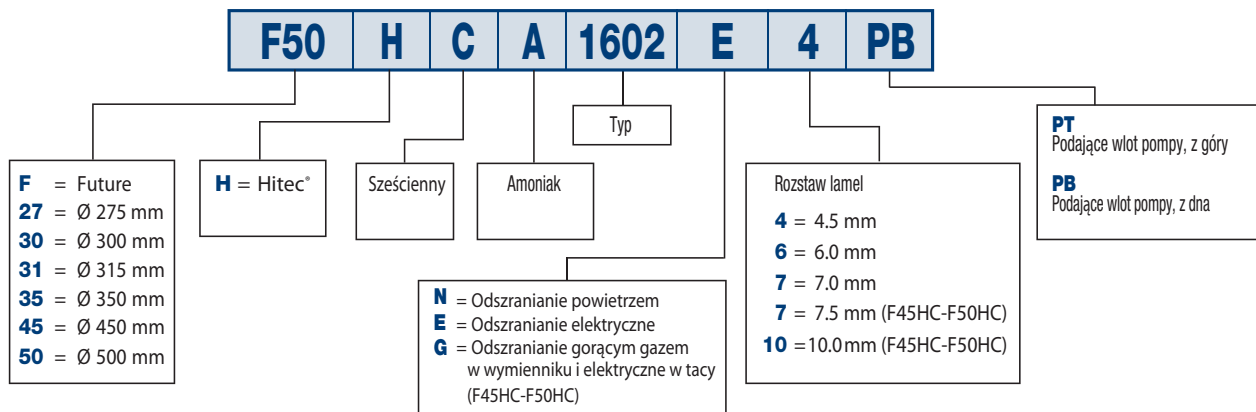 F50 H C A 1602 E 4 PB
F = Future
27 = Ø 275 mm
30 = Ø 300 mm
31 = Ø 315 mm
35 = Ø 350 mm
45 = Ø 450 mm
50 = Ø 500 mm
H = Hitec®
Sześcienny
Amoniak
Typ
N = Odszranianie powietrzem
E = Odszranianie elektryczne
G = Odszranianie gorącym gazem
w wymienniku i elektryczne w tacy
(F45HC-F50HC)
Rozstaw lamel
4 = 4.5 mm
6 = 6.0 mm
7 = 7.0 mm
7 = 7.5 mm (F45HC-F50HC)
10 = 10.0 mm (F45HC-F50HC)
PT
Podające wlot pompy, z góry
PB
Podające wlot pompy, z dna